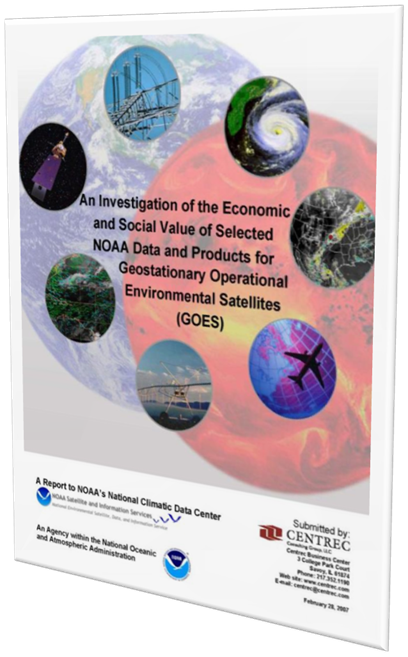 An Investigation of the Economic
and Social Value of Selected
NOAA Data and Products for
Geostationary Operational
Environmental Satellites
(GOES)
A Report to NOAA's National Climatic Data Center
NOAA Satellite and Information Services
National Environmental Satellite, Data, and Information Service
An Agency within the National Oceanic
and Atmospheric Administration
Submitted by:
CENTREC
Consulting Group, LLC
Centrec Business Center
3 College Park Court
Savoy, IL 61874
Phone: 217.352.1190
Web site: www.centrec.com
E-mail: centrec@centrec.com
February 28, 2007